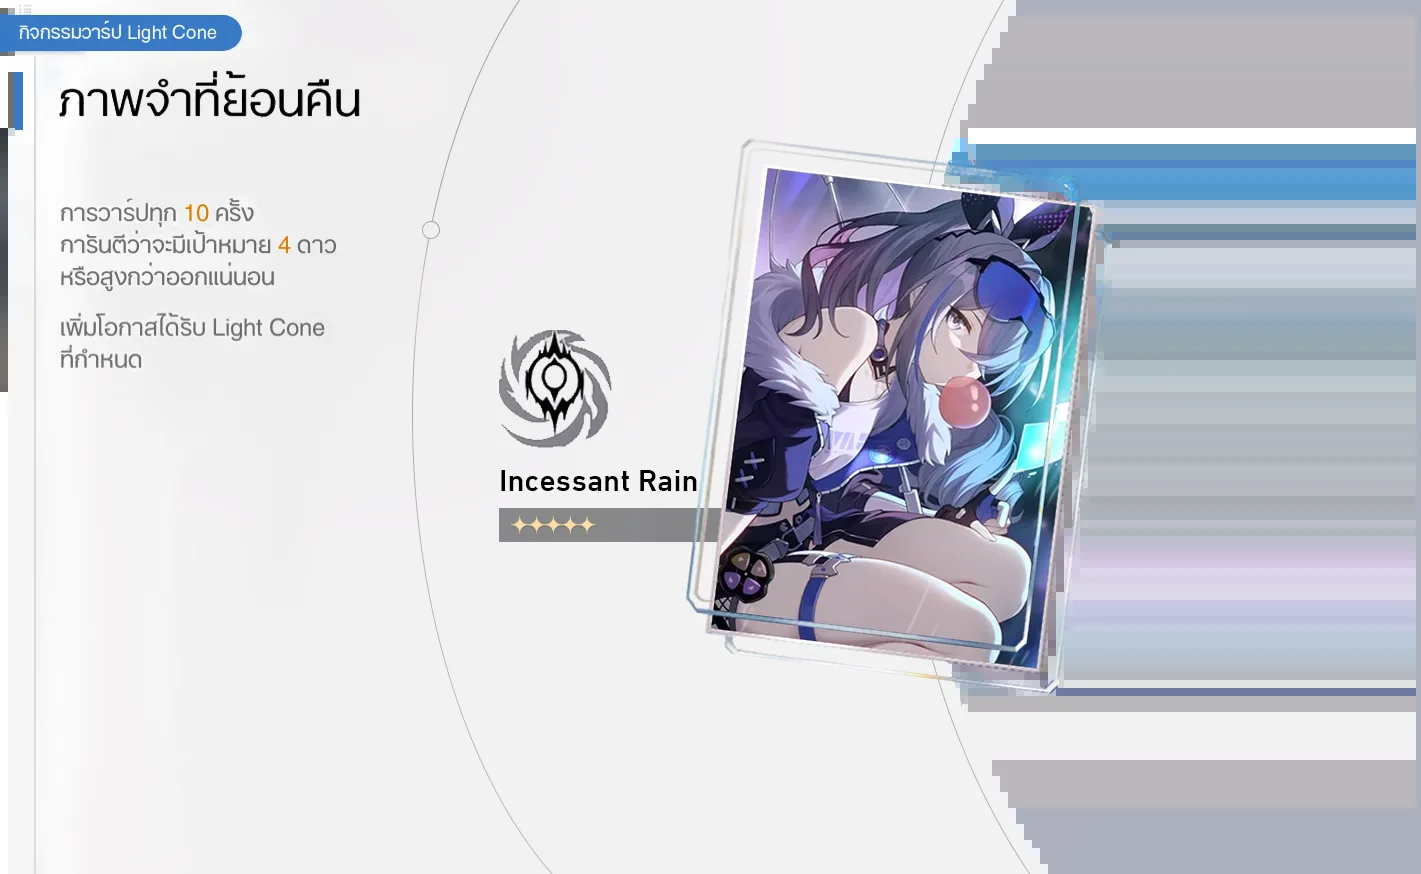 กิจกรรมวาร์ป Light Cone
ภาพจำที่ย้อนคืน
การวาร์ปทุก 10 ครั้ง
การันตีว่าจะมีเป้าหมาย 4 ดาว
หรือสูงกว่าออกแน่นอน
เพิ่มโอกาสได้รับ Light Cone
ที่กำหนด
Incessant Rain